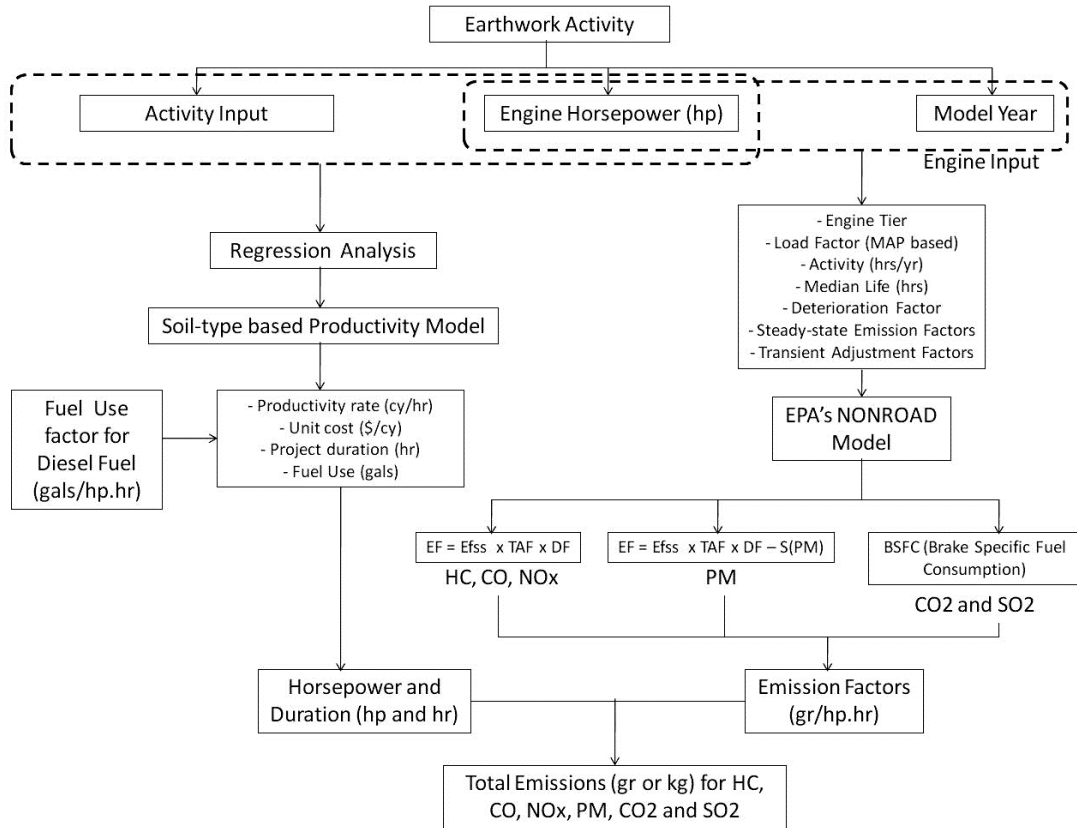 Earthwork Activity
Activity Input
Engine Horsepower (hp)
Model Year
Engine Input
Regression Analysis
Soil-type based Productivity Model
Fuel Use
factor for
Diesel Fuel
(gals/hp.hr)
- Productivity rate (cy/hr)
- Unit cost ($/cy)
- Project duration (hr)
- Fuel Use (gals)
- Engine Tier
- Load Factor (MAP based)
- Activity (hrs/yr)
- Median Life (hrs)
- Deterioration Factor
- Steady-state Emission Factors
- Transient Adjustment Factors
EPA's NONROAD
Model
EF = Efss x TAF x DF
HC, CO, NOx
EF = Efss x TAF x DF – S(PM)
PM
BSFC (Brake Specific Fuel
Consumption)
CO2 and SO2
Horsepower and
Duration (hp and hr)
Emission Factors
(gr/hp.hr)
Total Emissions (gr or kg) for HC,
CO, NOx, PM, CO2 and SO2